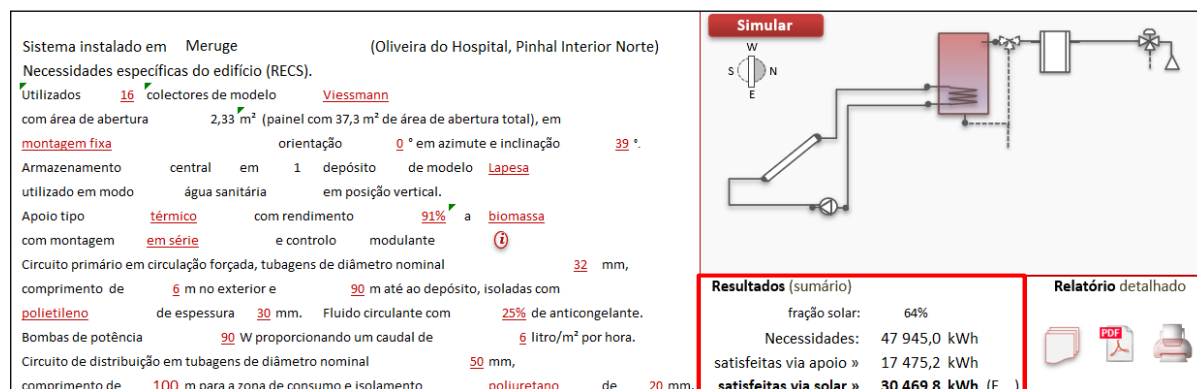 Sistema instalado em Meruge (Oliveira do Hospital, Pinhal Interior Norte)
Necessidades específicas do edifício (RECS).
Utilizados 16 colectores de modelo Viessmann
com área de abertura 2,33 m² (painel com 37,3 m² de área de abertura total), em
montagem fixa orientação 0 ° em azimute e inclinação 39 °.
Armazenamento central em 1 depósito de modelo Lapesa
utilizado em modo água sanitária em posição vertical.
Apoio tipo térmico com rendimento 91% a biomassa
com montagem em série e controlo modulante i
Circuito primário em circulação forçada, tubagens de diâmetro nominal 32 mm,
comprimento de 6 m no exterior e 90 m até ao depósito, isoladas com
polietileno de espessura 30 mm. Fluido circulante com 25% de anticongelante.
Bombas de potência 90 W proporcionando um caudal de 6 litro/m² por hora.
Circuito de distribuição em tubagens de diâmetro nominal 50 mm,
comprimento de 100 m para a zona de consumo e isolamento poliuretano de 20 mm.
Simular
W
S N
E
Resultados (sumário)
fração solar: 64%
Necessidades: 47 945,0 kWh
satisfeitas via apoio » 17 475,2 kWh
satisfeitas via solar » 30 469,8 kWh
Relatório detalhado
PDF